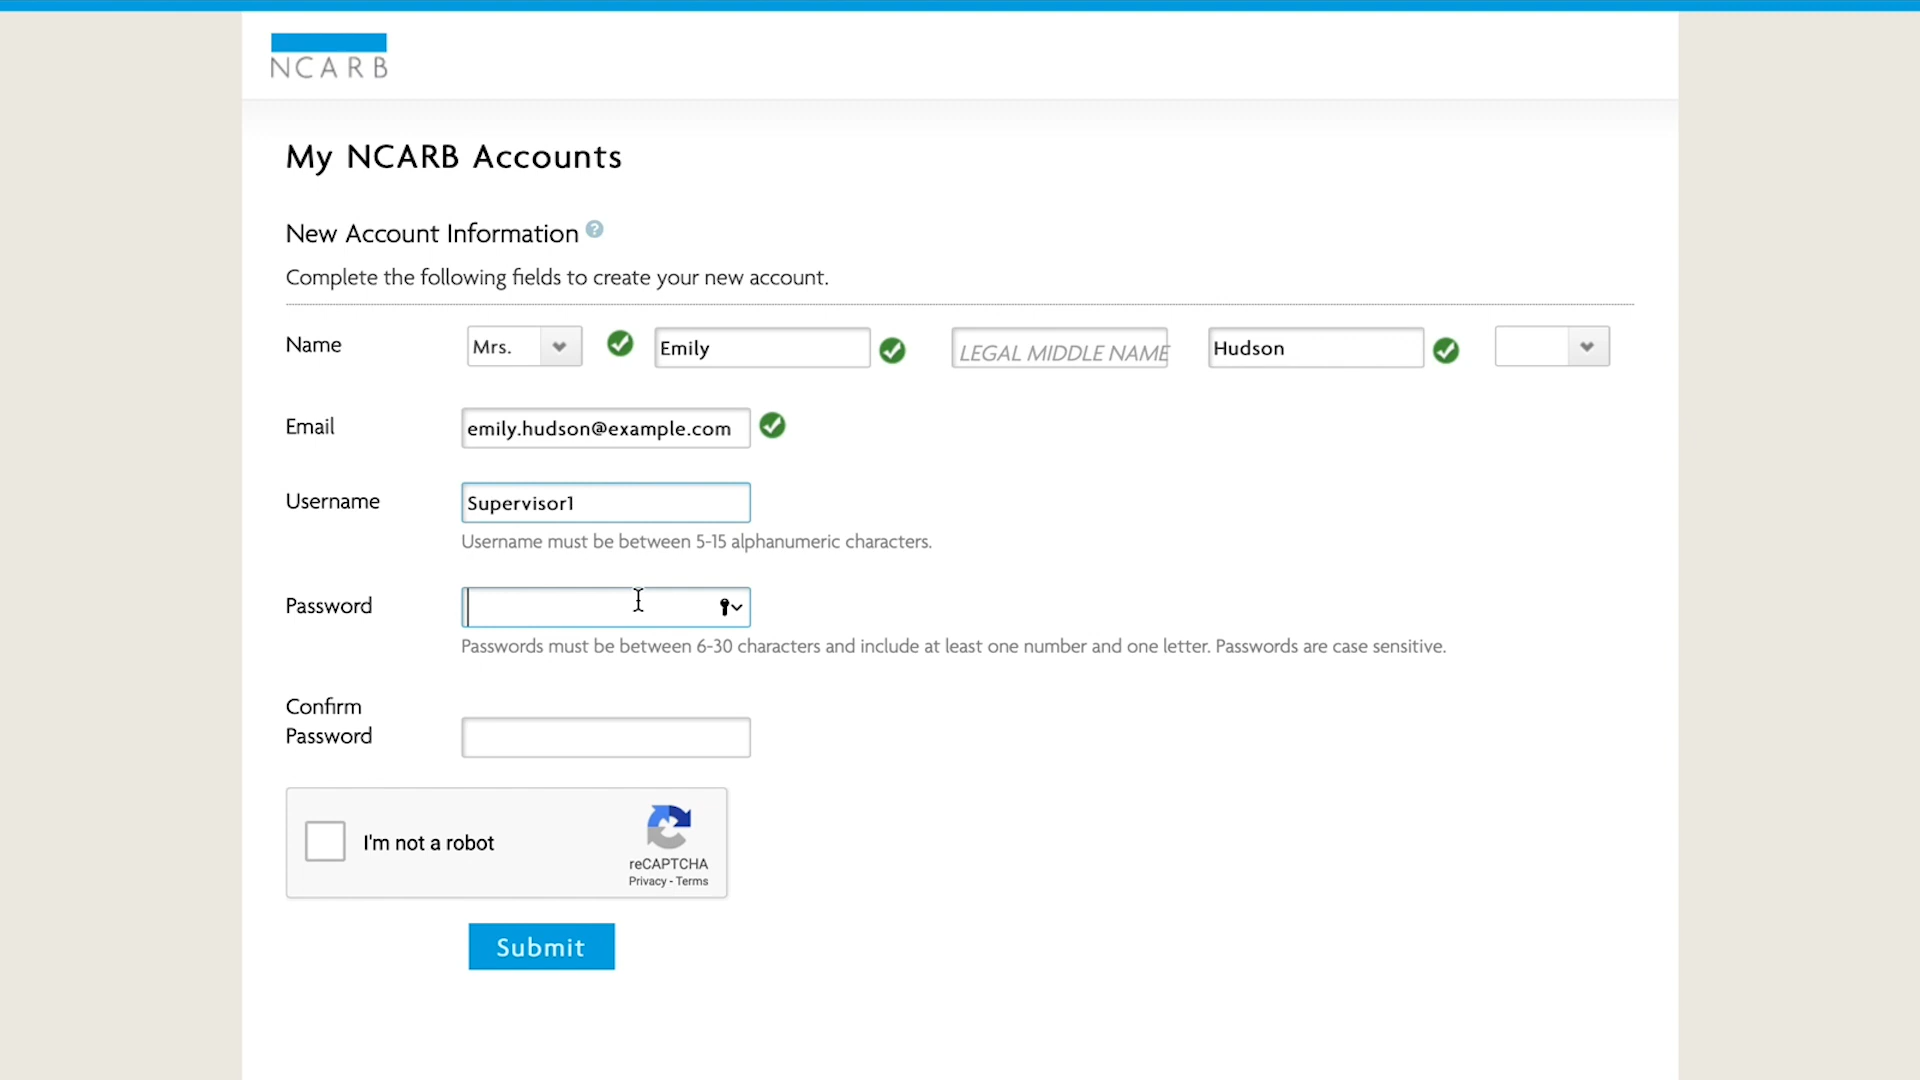 NCARB
My NCARB Accounts
New Account Information ?
Complete the following fields to create your new account.
Name Mrs. Emily LEGAL MIDDLE NAME Hudson
Email emily.hudson@example.com
Username Supervisor1
Username must be between 5-15 alphanumeric characters.
Password
Passwords must be between 6-30 characters and include at least one number and one letter. Passwords are case sensitive.
Confirm
Password
I'm not a robot
reCAPTCHA
Privacy - Terms
Submit